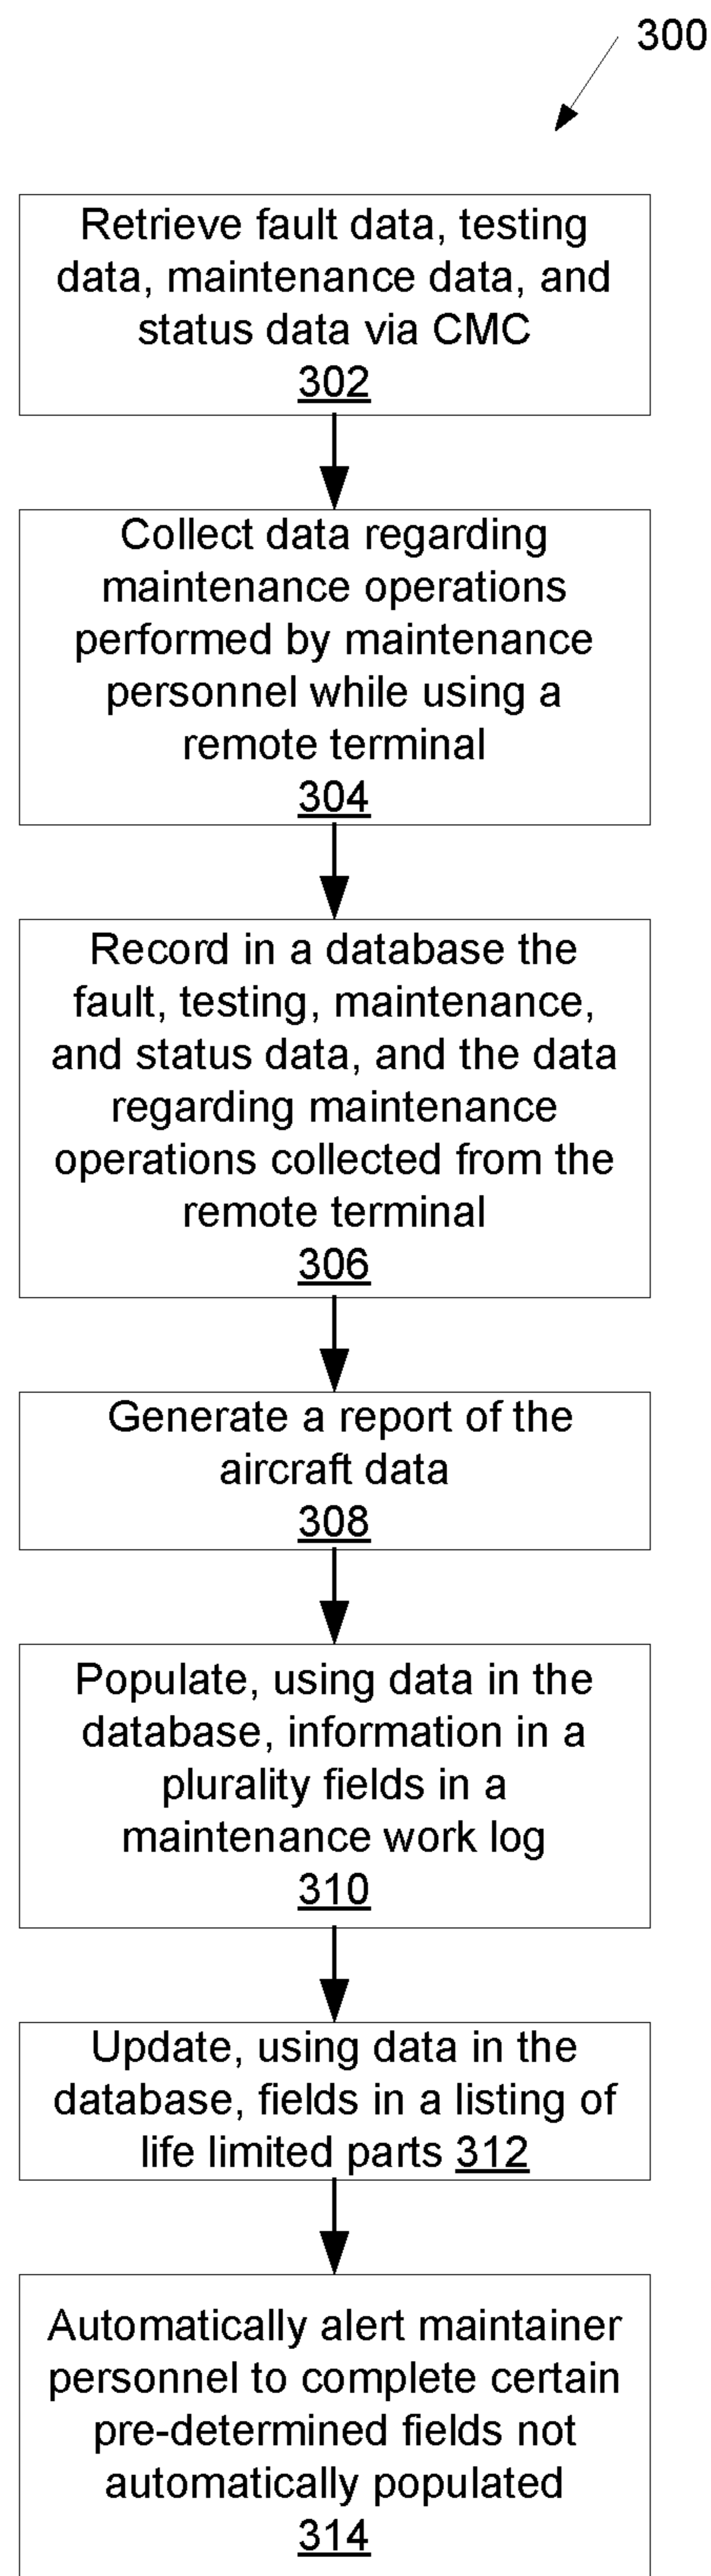 300
Retrieve fault data, testing
data, maintenance data, and
status data via CMC
302
Collect data regarding
maintenance operations
performed by maintenance
personnel while using a
remote terminal
304
Record in a database the
fault, testing, maintenance,
and status data, and the data
regarding maintenance
operations collected from the
remote terminal
306
Generate a report of the
aircraft data
308
Populate, using data in the
database, information in a
plurality fields in a
maintenance work log
310
Update, using data in the
database, fields in a listing of
life limited parts 312
Automatically alert maintainer
personnel to complete certain
pre-determined fields not
automatically populated
314